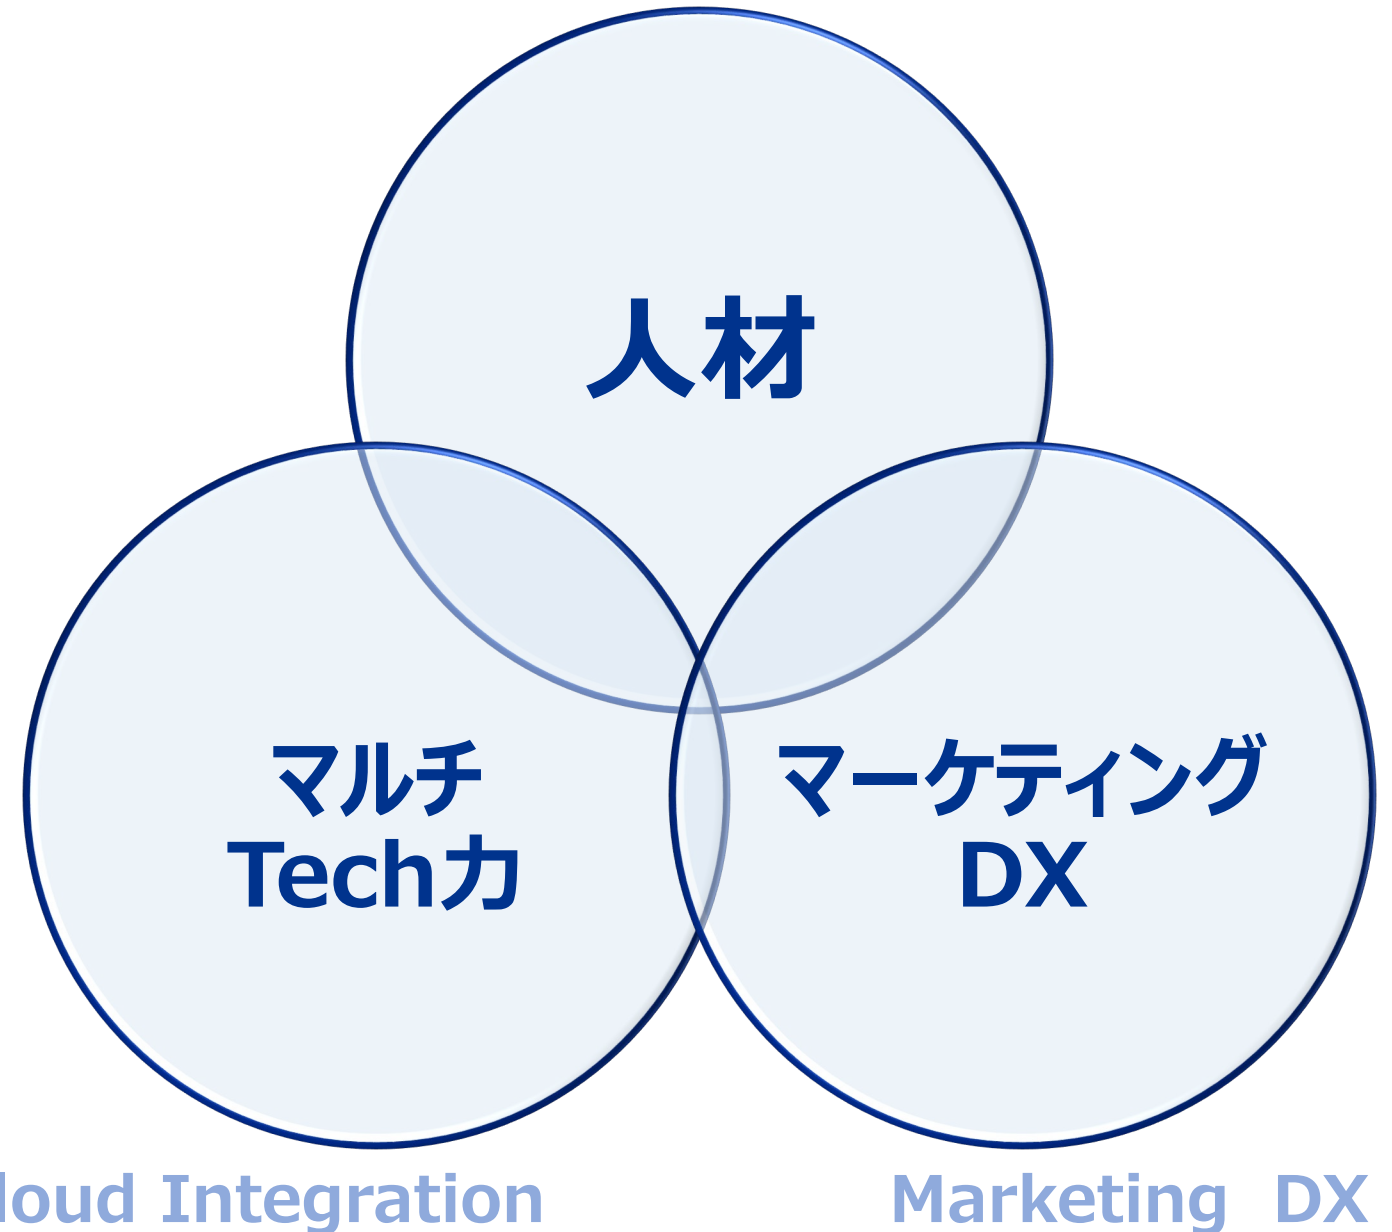 人材
マルチ
Tech力
マーケティング
DX
loud Integration
Marketing DX